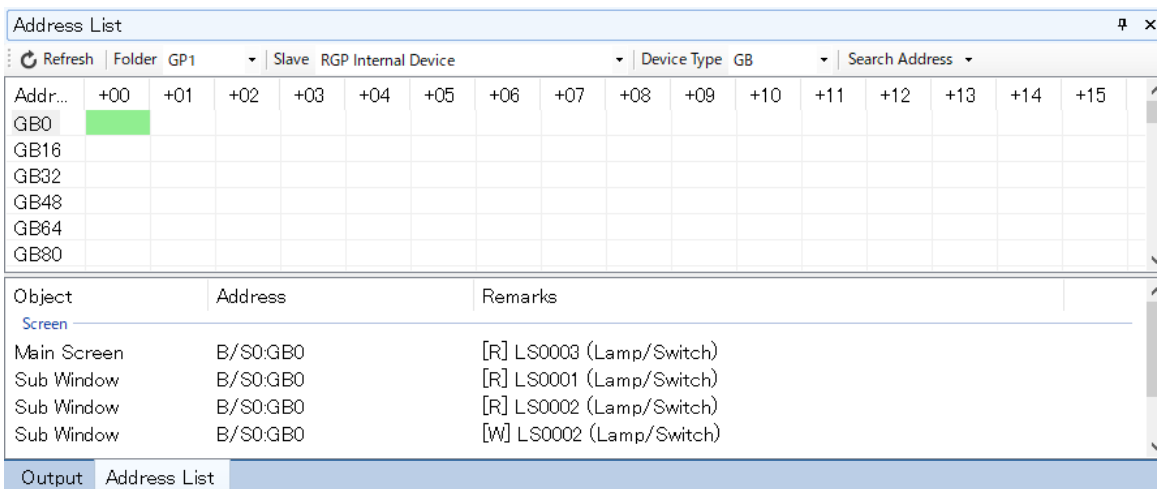 Address List
Refresh Folder GP1 Slave RGP Internal Device Device Type GB Search Address
Addr... +00 +01 +02 +03 +04 +05 +06 +07 +08 +09 +10 +11 +12 +13 +14 +15
GB0
GB16
GB32
GB48
GB64
GB80
Object Address Remarks
Screen
Main Screen B/S0:GB0 [R] LS0003 (Lamp/Switch)
Sub Window B/S0:GB0 [R] LS0001 (Lamp/Switch)
Sub Window B/S0:GB0 [R] LS0002 (Lamp/Switch)
Sub Window B/S0:GB0 [W] LS0002 (Lamp/Switch)
Output Address List